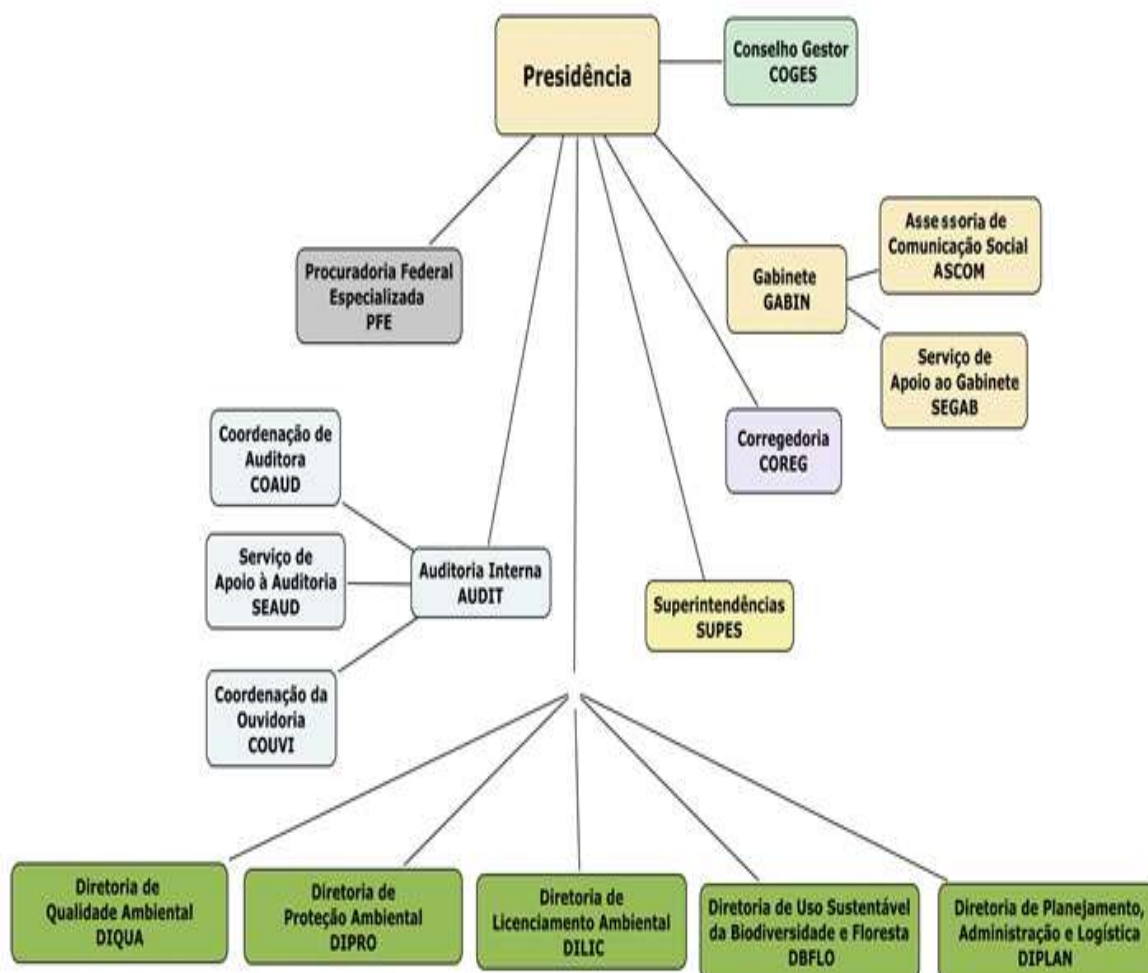 Presidência
Conselho Gestor
COGES
Procuradoria Federal
Especializada
PFE
Gabinete
GABIN
Assessoria de
Comunicação Social
ASCOM
Serviço de
Apoio ao Gabinete
SEGAB
Corregedoria
COREG
Coordenação de
Auditora
COAUD
Serviço de
Apoio à Auditoria
SEAUD
Coordenação da
Ouvidoria
COUVI
Auditoria Interna
AUDIT
Superintendências
SUPES
Diretoria de
Qualidade Ambiental
DIQUA
Diretoria de
Proteção Ambiental
DIPRO
Diretoria de
Licenciamento Ambiental
DILIC
Diretoria de Uso Sustentável
da Biodiversidade e Floresta
DBFLO
Diretoria de Planejamento,
Administração e Logística
DIPLAN